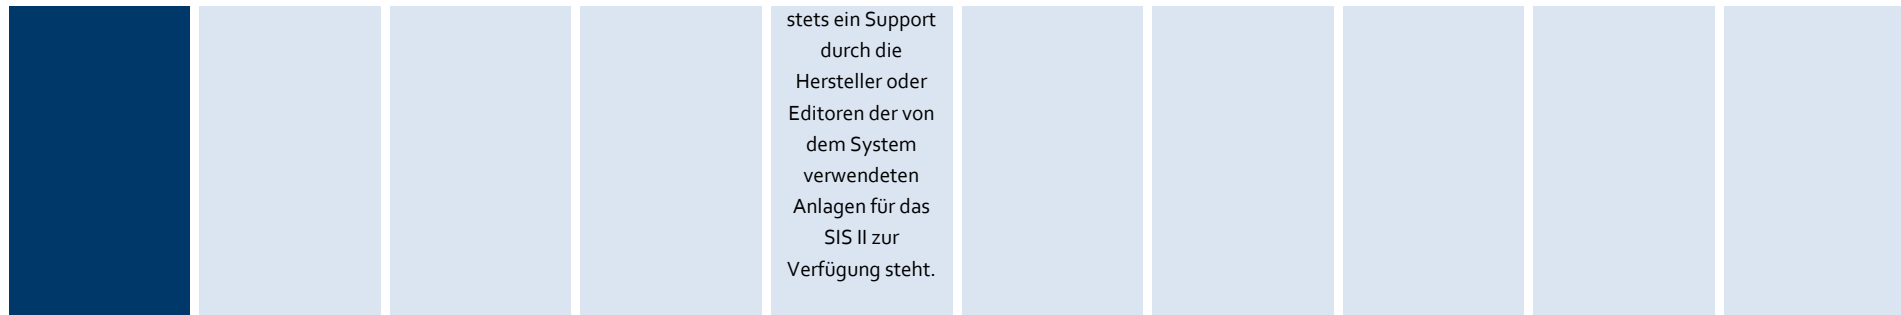 stets ein Support
durch die
Hersteller oder
Editoren der von
dem System
verwendeten
Anlagen für das
SIS II zur
Verfügung steht.